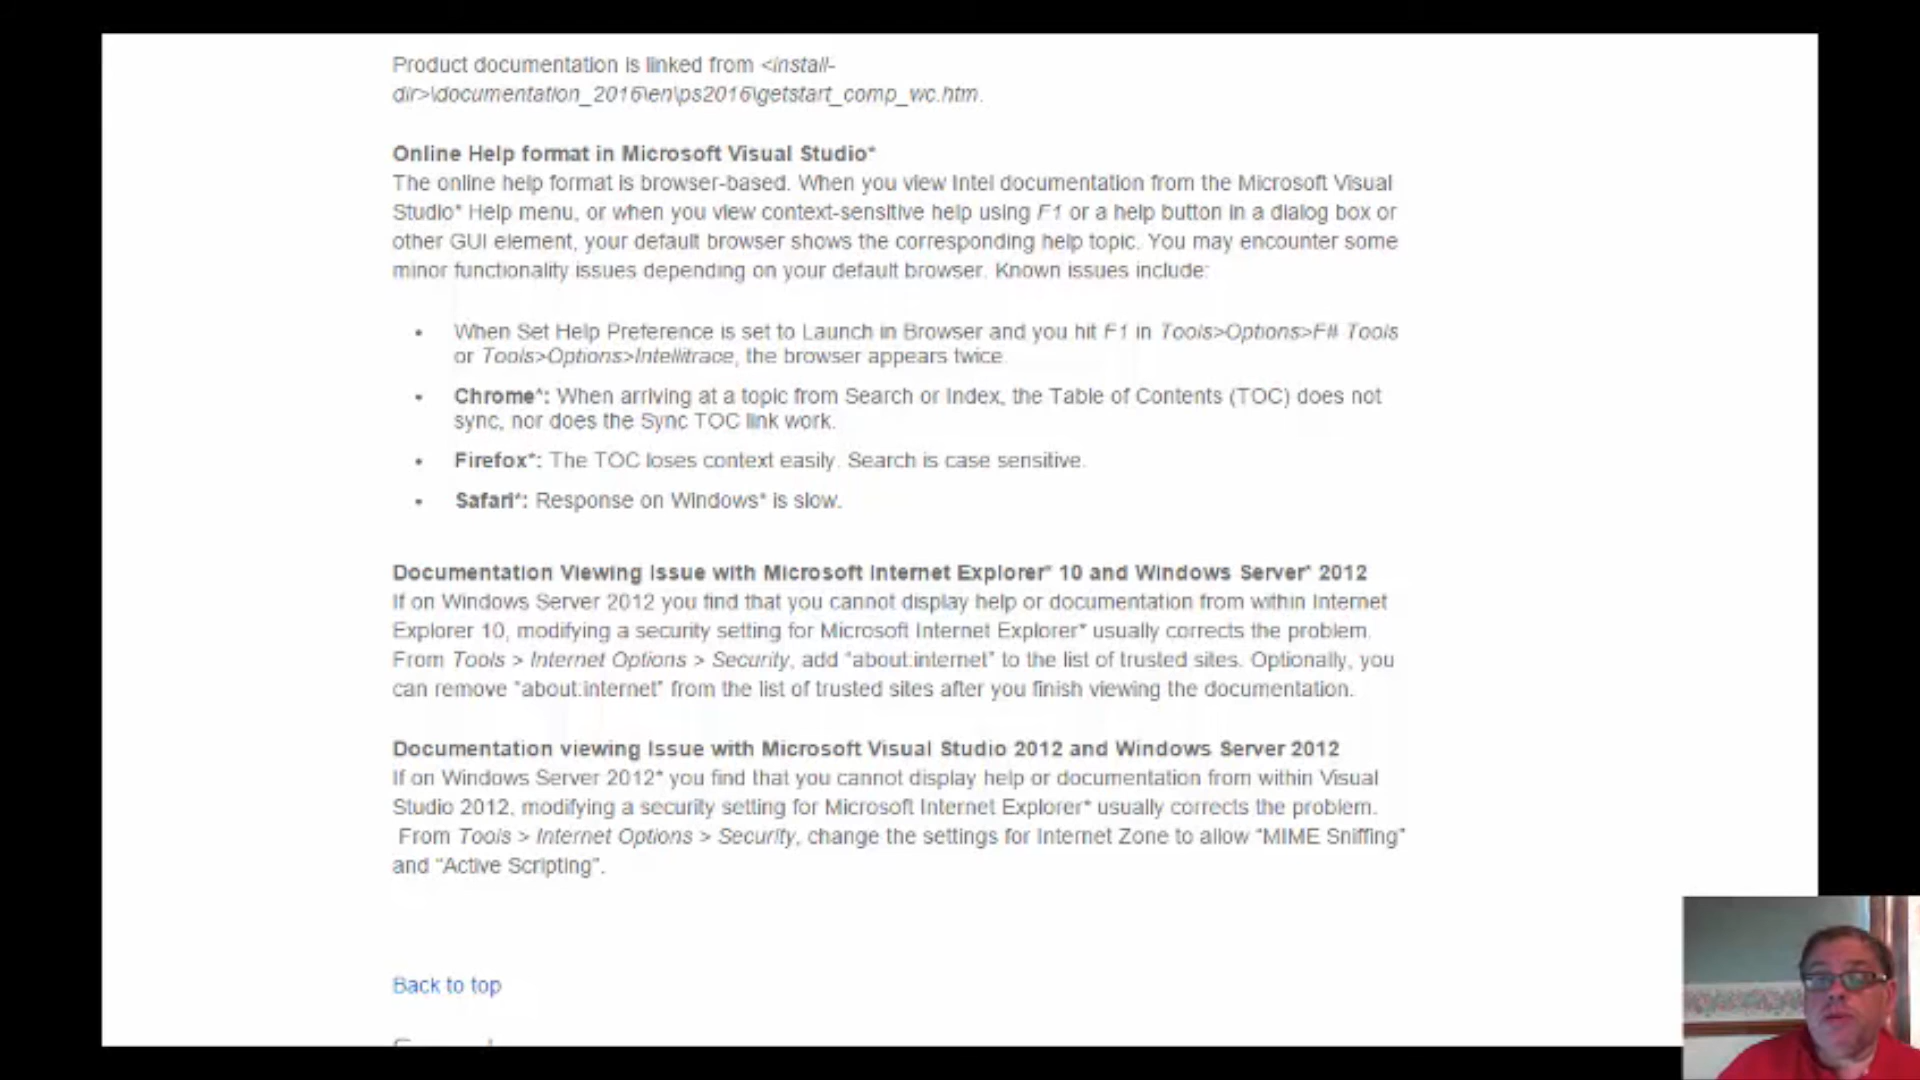 Product documentation is linked from <install-
dir>\documentation_2016\en\ps2016\getstart_comp_wc.htm.
Online Help format in Microsoft Visual Studio*
The online help format is browser-based. When you view Intel documentation from the Microsoft Visual
Studio* Help menu, or when you view context-sensitive help using F1 or a help button in a dialog box or
other GUI element, your default browser shows the corresponding help topic. You may encounter some
minor functionality issues depending on your default browser. Known issues include:
• When Set Help Preference is set to Launch in Browser and you hit F1 in Tools>Options>F# Tools
or Tools>Options>Intellitrace, the browser appears twice.
• Chrome*: When arriving at a topic from Search or Index, the Table of Contents (TOC) does not
sync, nor does the Sync TOC link work.
• Firefox*: The TOC loses context easily. Search is case sensitive.
• Safari*: Response on Windows* is slow.
Documentation Viewing Issue with Microsoft Internet Explorer* 10 and Windows Server* 2012
If on Windows Server 2012 you find that you cannot display help or documentation from within Internet
Explorer 10, modifying a security setting for Microsoft Internet Explorer* usually corrects the problem.
From Tools > Internet Options > Security, add “about:internet” to the list of trusted sites. Optionally, you
can remove “about:internet” from the list of trusted sites after you finish viewing the documentation.
Documentation viewing Issue with Microsoft Visual Studio 2012 and Windows Server 2012
If on Windows Server 2012* you find that you cannot display help or documentation from within Visual
Studio 2012, modifying a security setting for Microsoft Internet Explorer* usually corrects the problem.
From Tools > Internet Options > Security, change the settings for Internet Zone to allow “MIME Sniffing”
and “Active Scripting”.
Back to top